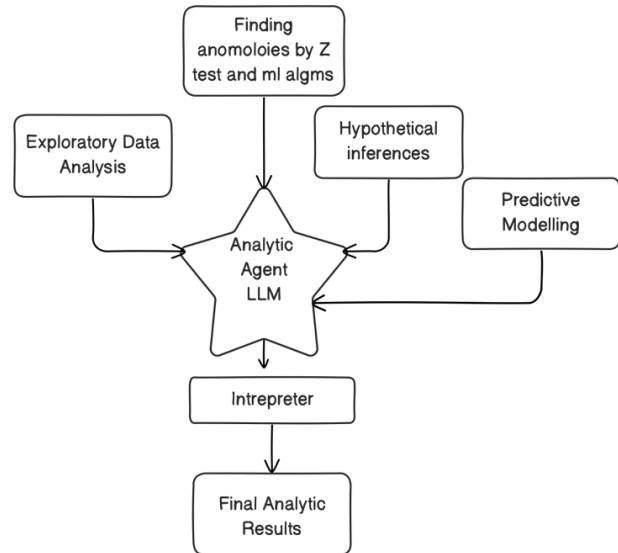 Finding
anomoloies by Z
test and ml algms
Exploratory Data
Analysis
Hypothetical
inferences
Predictive
Modelling
Analytic
Agent
LLM
Intrepreter
Final Analytic
Results